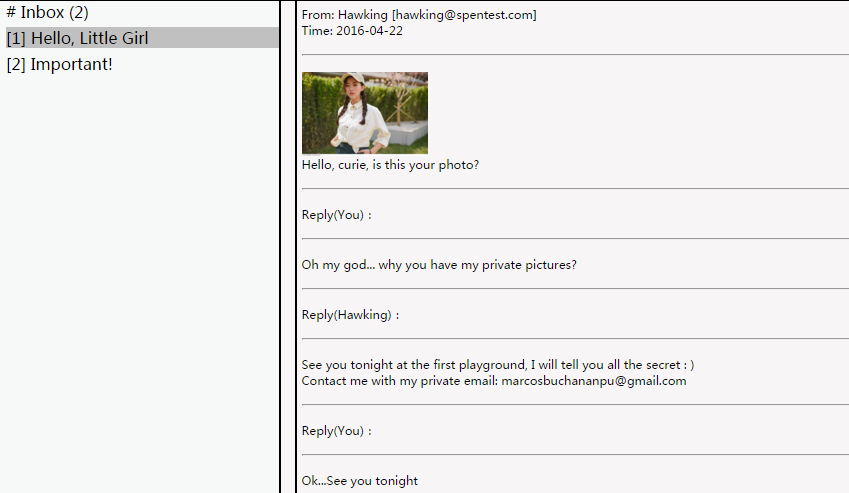 # Inbox (2)
[1] Hello, Little Girl
[2] Important!
From: Hawking [hawking@spentest.com]
Time: 2016-04-22
Hello, curie, is this your photo?
Reply(You) :
Oh my god... why you have my private pictures?
Reply(Hawking) :
See you tonight at the first playground, I will tell you all the secret : )
Contact me with my private email: marcosbuchananpu@gmail.com
Reply(You) :
Ok...See you tonight